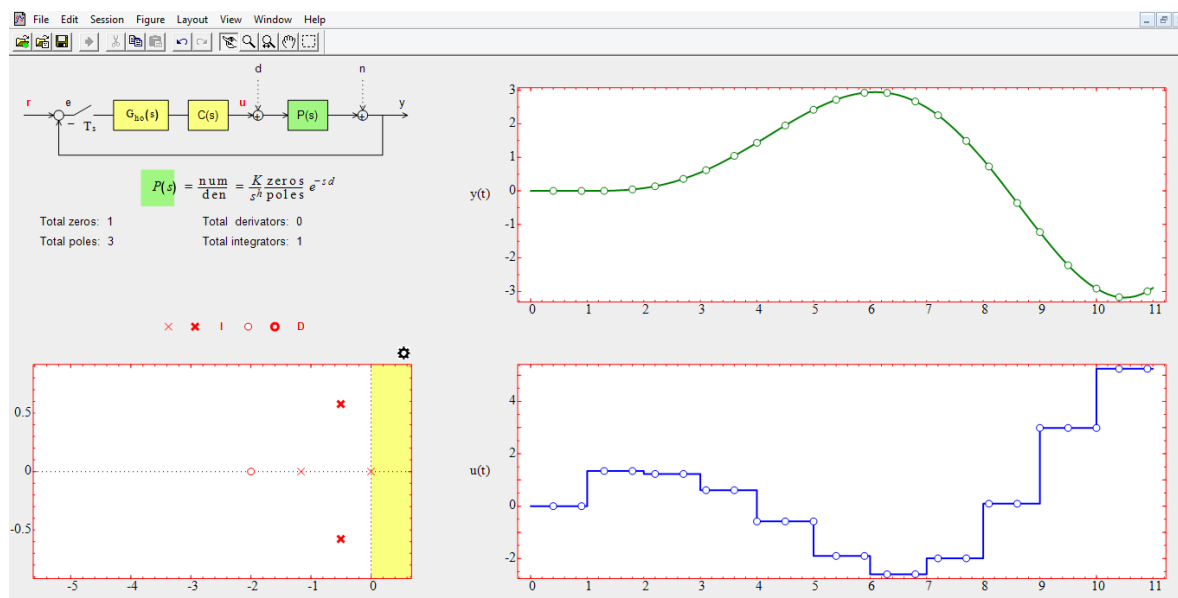 File Edit Session Figure Layout View Window Help
d n
r e u y
G_ho(s) C(s) P(s)
− T_s + +
P(s) = num/den = K zeros/s^h poles e^{-s d}
Total zeros: 1 Total derivators: 0
Total poles: 3 Total integrators: 1
I D
0.5
0
-0.5
-5 -4 -3 -2 -1 0
3
2
1
0
-1
-2
-3
y(t)
0 1 2 3 4 5 6 7 8 9 10 11
4
2
0
-2
u(t)
0 1 2 3 4 5 6 7 8 9 10 11